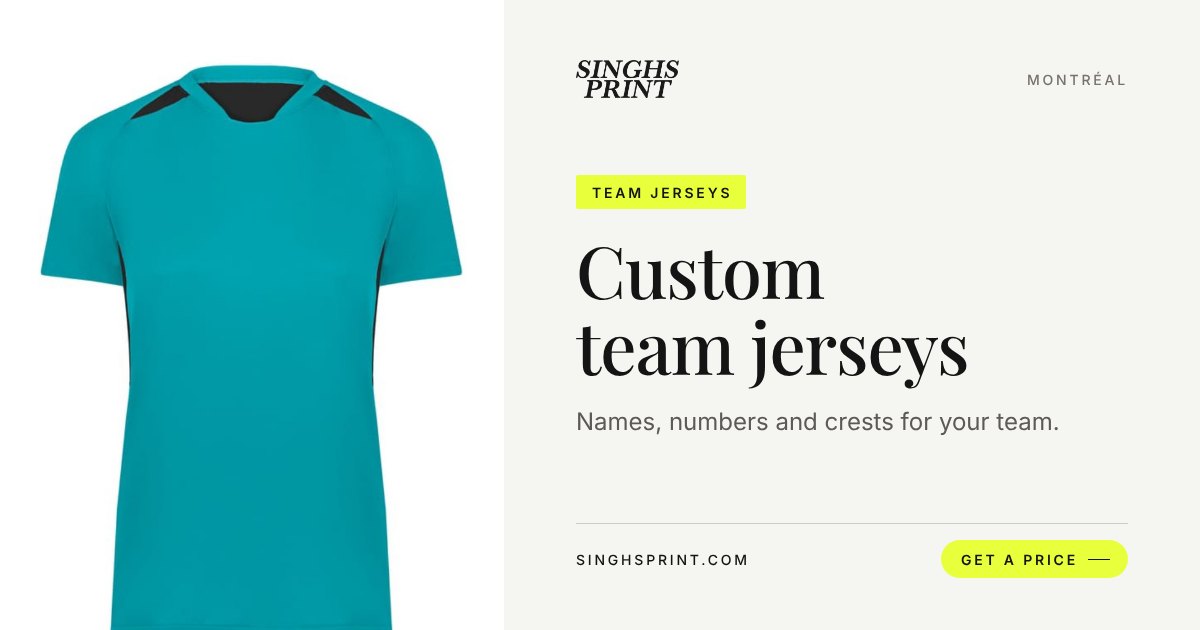 SINGHS
PRINT
MONTRÉAL
TEAM JERSEYS
Custom
team jerseys
Names, numbers and crests for your team.
SINGHSPRINT.COM
GET A PRICE —